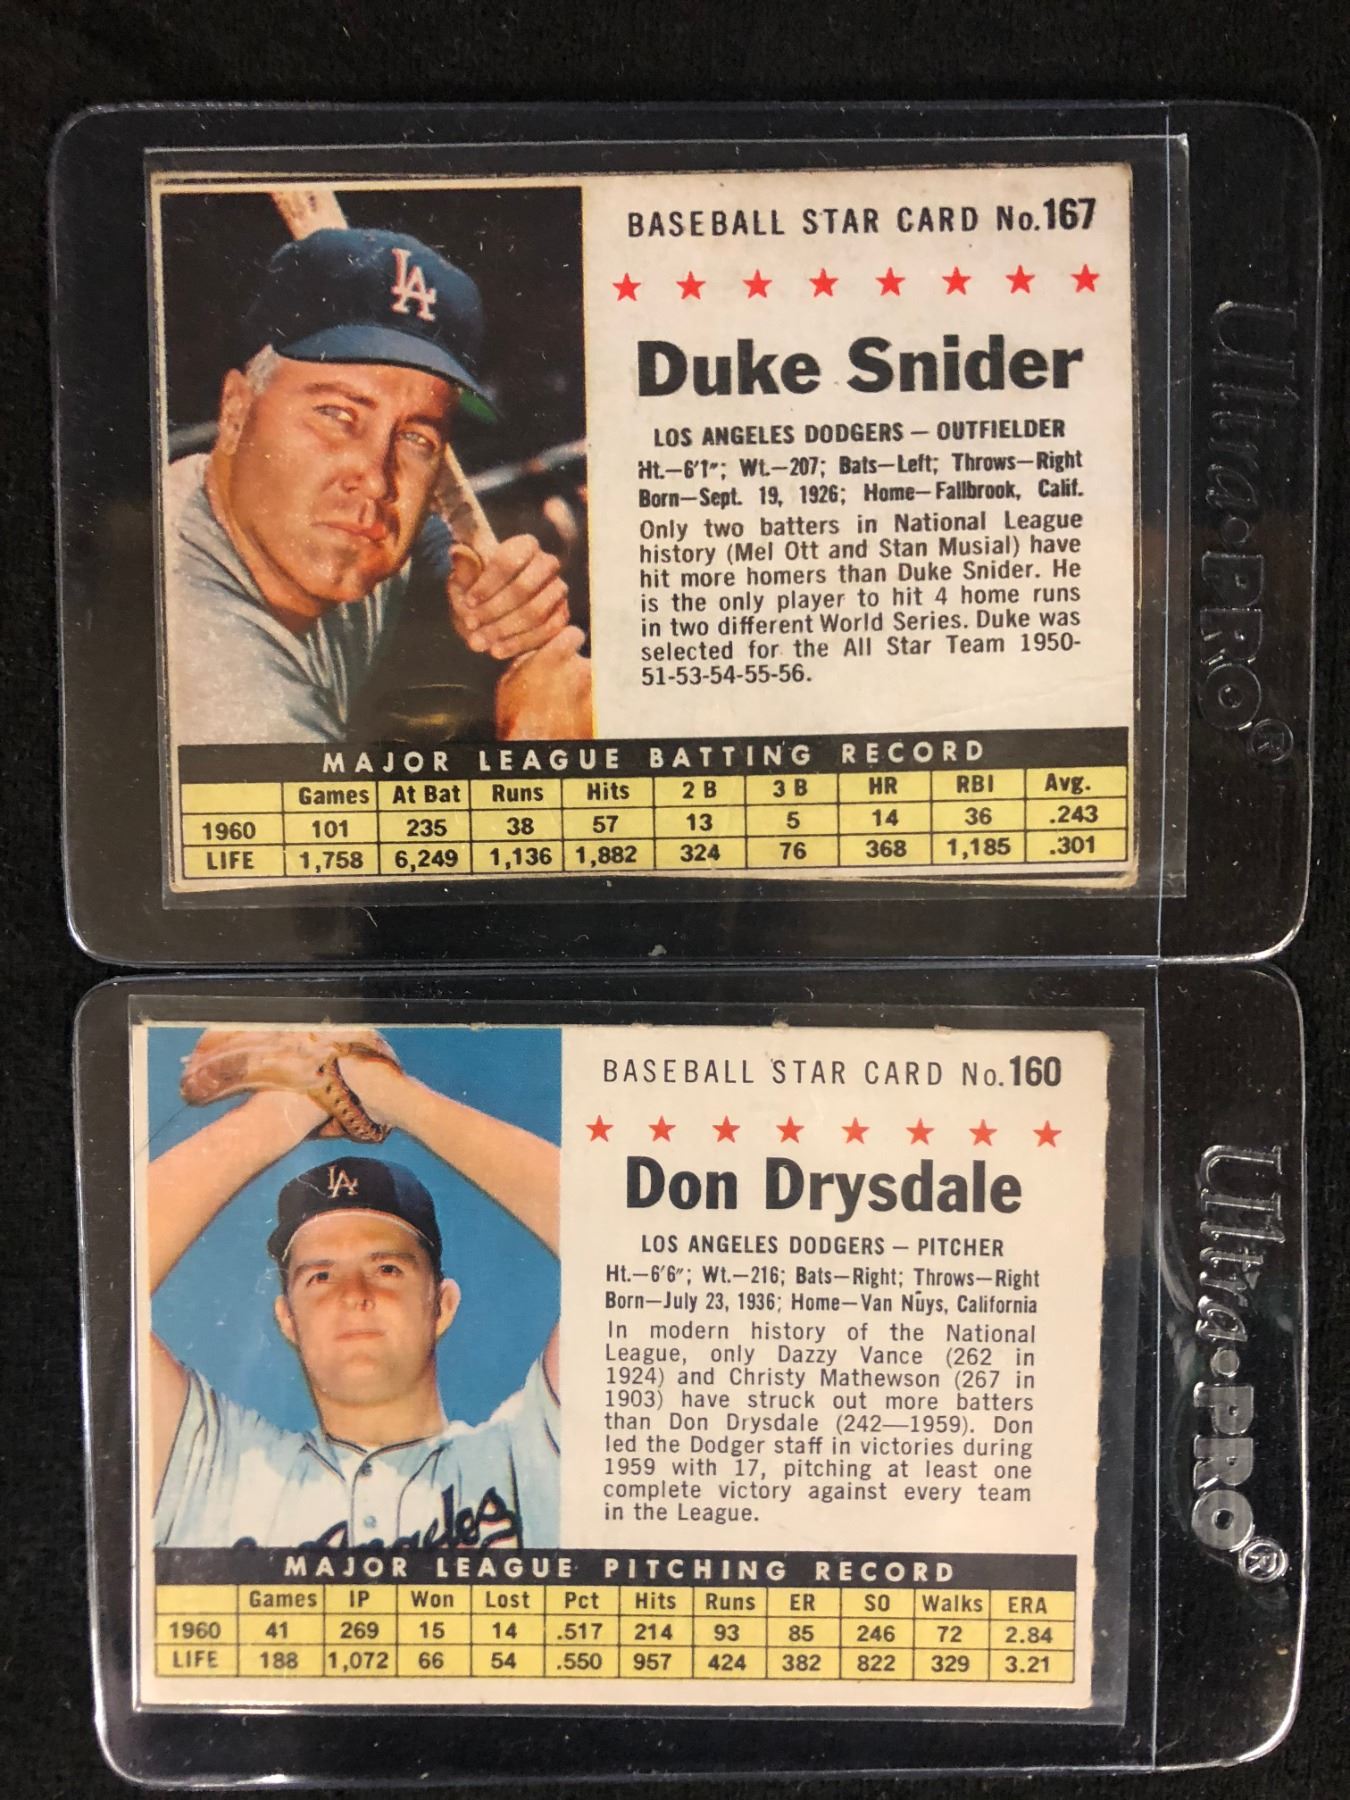 LA
BASEBALL STAR CARD No.167
Duke Snider
LOS ANGELES DODGERS — OUTFIELDER
Ht.—6'1"; Wt.—207; Bats—Left; Throws—Right
Born—Sept. 19, 1926; Home—Fallbrook, Calif.
Only two batters in National League
history (Mel Ott and Stan Musial) have
hit more homers than Duke Snider. He
is the only player to hit 4 home runs
in two different World Series. Duke was
selected for the All Star Team 1950-
51-53-54-55-56.
MAJOR LEAGUE BATTING RECORD
Games At Bat Runs Hits 2 B 3 B HR RBI Avg.
1960 101 235 38 57 13 5 14 36 .243
LIFE 1,758 6,249 1,136 1,882 324 76 368 1,185 .301
Ultra•PRO®
LA
BASEBALL STAR CARD No.160
Don Drysdale
LOS ANGELES DODGERS — PITCHER
Ht.—6'6"; Wt.—216; Bats—Right; Throws—Right
Born—July 23, 1936; Home—Van Nuys, California
In modern history of the National
League, only Dazzy Vance (262 in
1924) and Christy Mathewson (267 in
1903) have struck out more batters
than Don Drysdale (242—1959). Don
led the Dodger staff in victories during
1959 with 17, pitching at least one
complete victory against every team
in the League.
Los Angeles
MAJOR LEAGUE PITCHING RECORD
Games IP Won Lost Pct Hits Runs ER SO Walks ERA
1960 41 269 15 14 .517 214 93 85 246 72 2.84
LIFE 188 1,072 66 54 .550 957 424 382 822 329 3.21
Ultra•PRO®